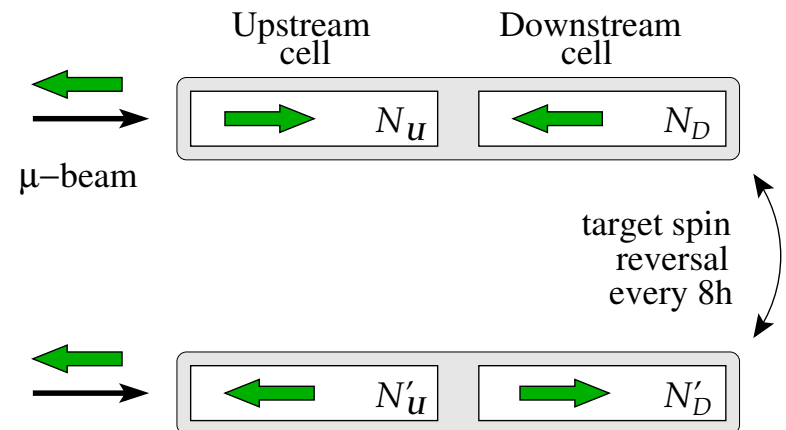 Upstream
cell
Downstream
cell
N_u
N_D
μ−beam
target spin
reversal
every 8h
N′_u
N′_D